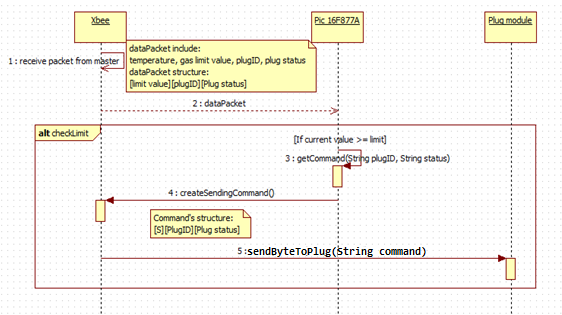 Xbee
Pic 16F877A
Plug module
dataPacket include:
temperature, gas limit value, plugID, plug status
dataPacket structure:
[limit value][plugID][Plug status]
1 : receive packet from master
2 : dataPacket
alt checkLimit
[If current value >= limit]
3 : getCommand(String plugID, String status)
4 : createSendingCommand()
Command's structure:
[S][PlugID][Plug status]
5:sendByteToPlug(String command)